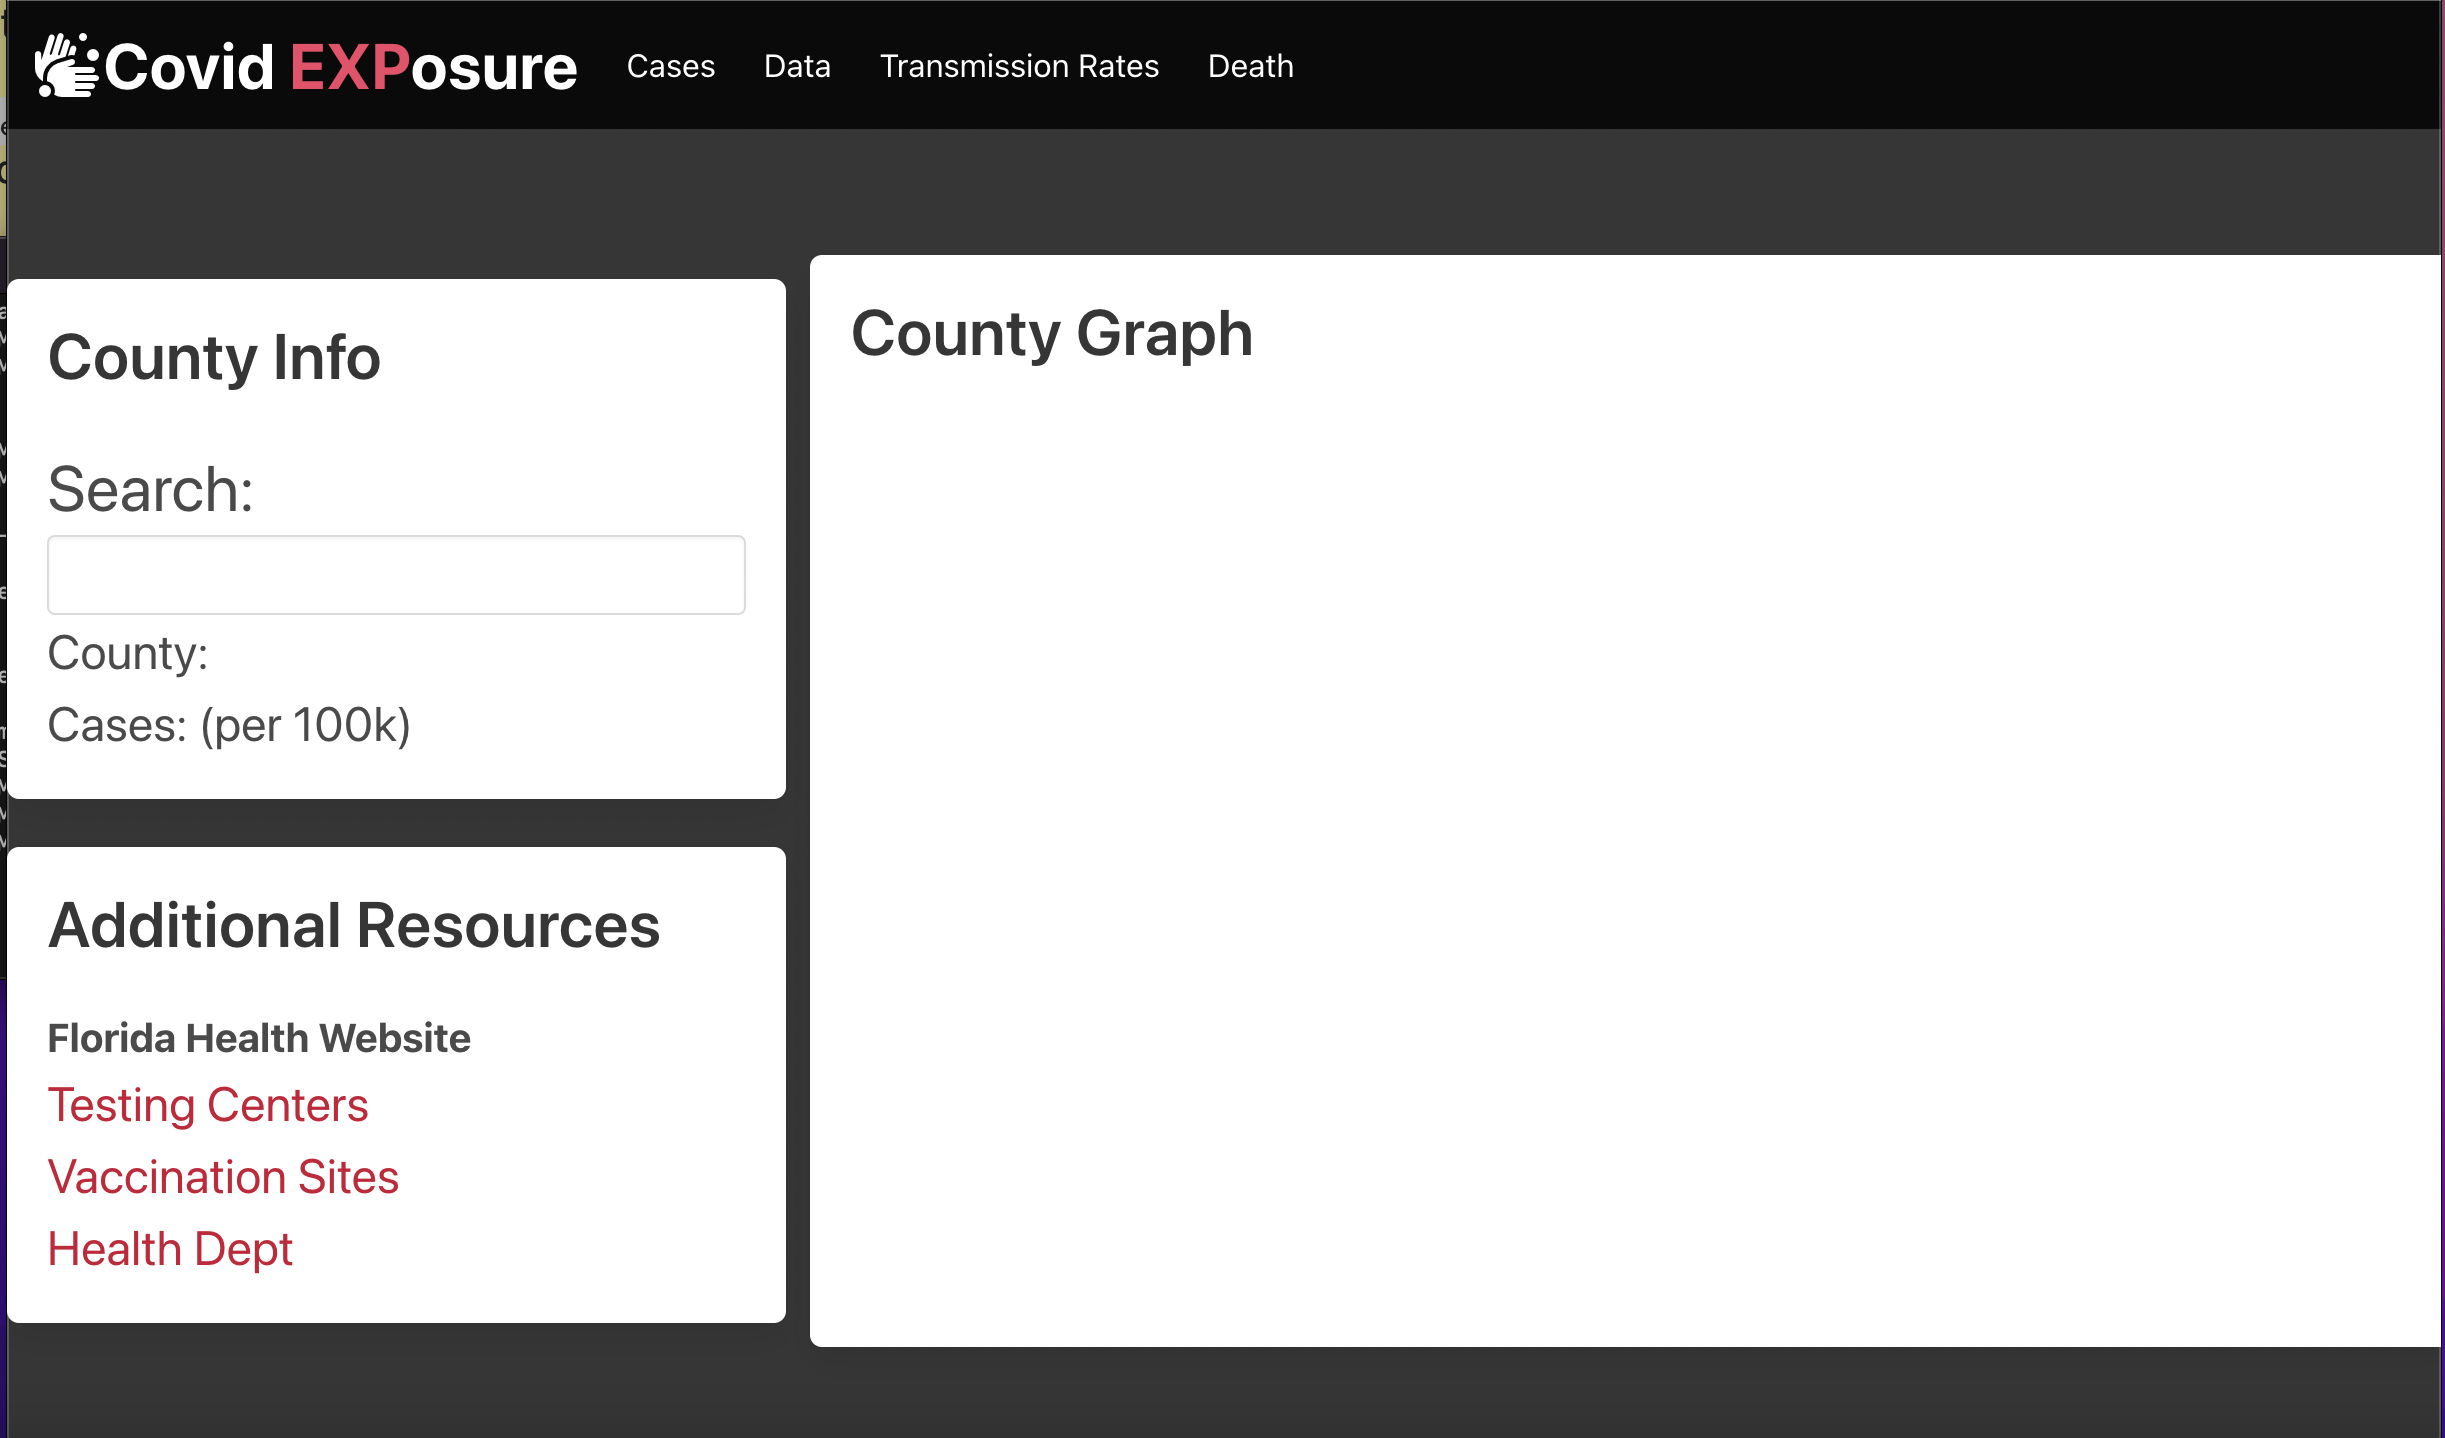 Covid EXPosure Cases Data Transmission Rates Death
County Info
Search:
County:
Cases: (per 100k)
Additional Resources
Florida Health Website
Testing Centers
Vaccination Sites
Health Dept
County Graph